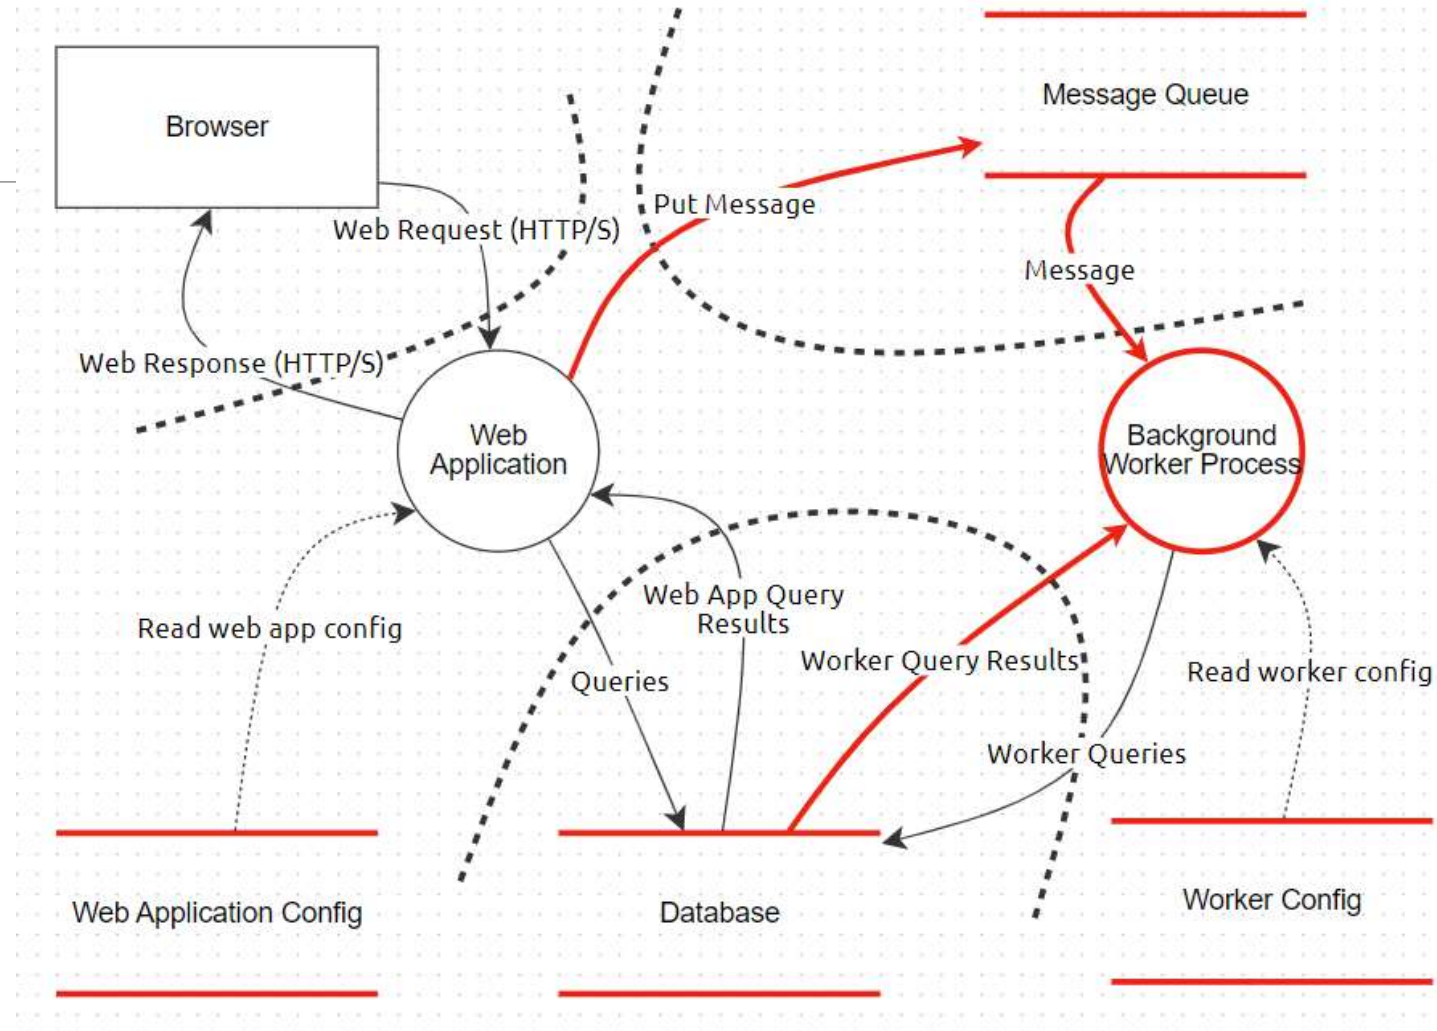 Message Queue
Browser
Put Message
Web Request (HTTP/S)
Message
Web Response (HTTP/S)
Web
Application
Background
Worker Process
Web App Query
Results
Read web app config
Worker Query Results
Read worker config
Queries
Worker Queries
Web Application Config
Database
Worker Config